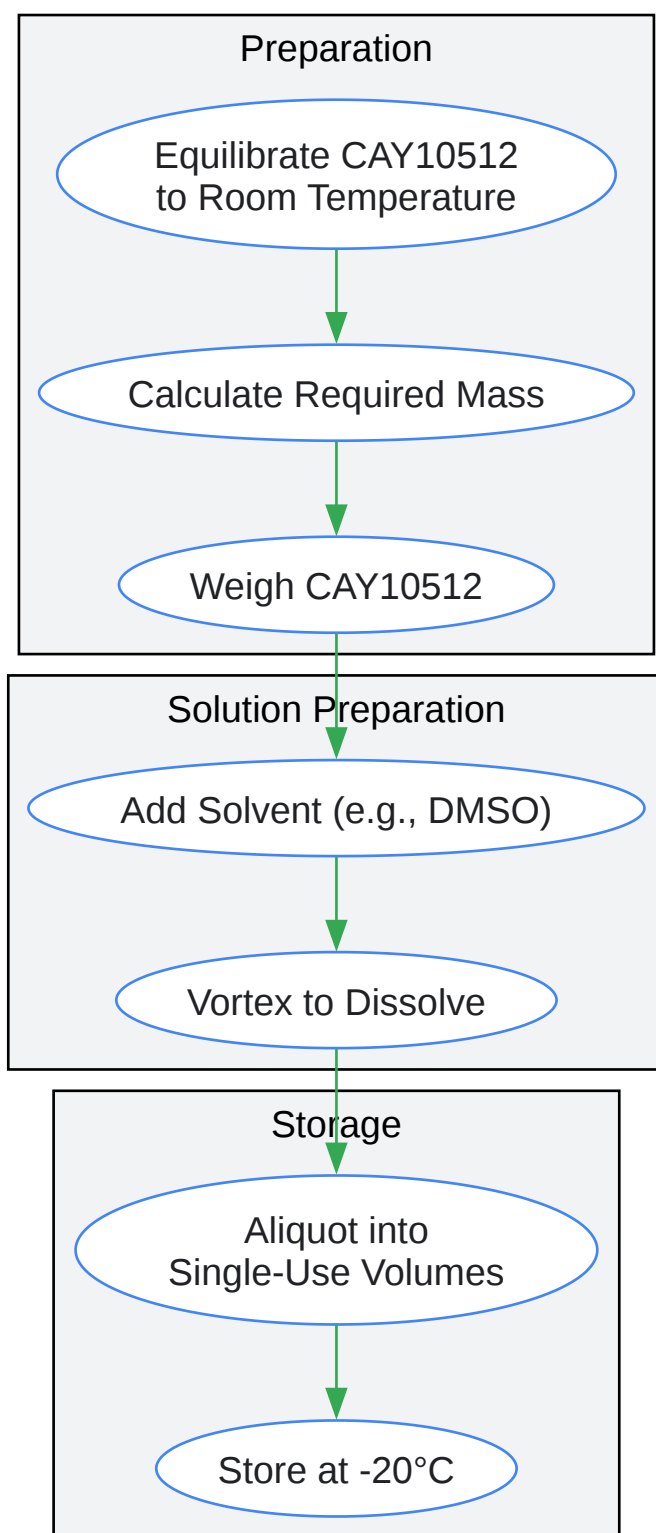 Preparation
Equilibrate CAY10512
to Room Temperature
Calculate Required Mass
Weigh CAY10512
Solution Preparation
Add Solvent (e.g., DMSO)
Vortex to Dissolve
Storage
Aliquot into
Single-Use Volumes
Store at -20°C